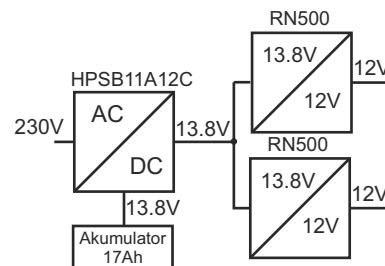 RN500
13.8V
12V
12V
HPSB11A12C
AC
DC
230V
13.8V
RN500
13.8V
12V
12V
13.8V
Akumulator
17Ah